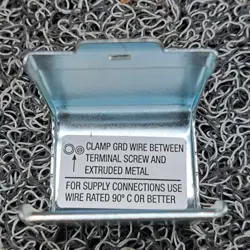 CLAMP GRD WIRE BETWEEN
TERMINAL SCREW AND
EXTRUDED METAL
FOR SUPPLY CONNECTIONS USE
WIRE RATED 90° C OR BETTER